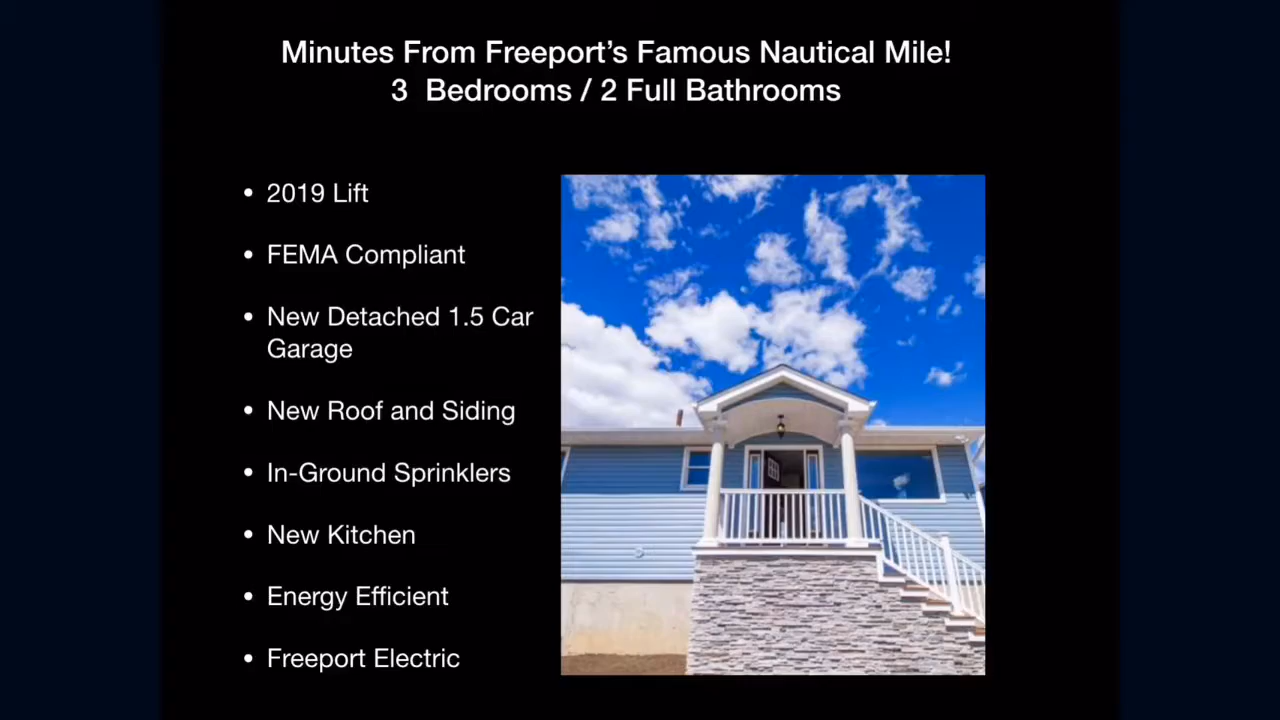 Minutes From Freeport’s Famous Nautical Mile!
3 Bedrooms / 2 Full Bathrooms
• 2019 Lift
• FEMA Compliant
• New Detached 1.5 Car
Garage
• New Roof and Siding
• In-Ground Sprinklers
• New Kitchen
• Energy Efficient
• Freeport Electric